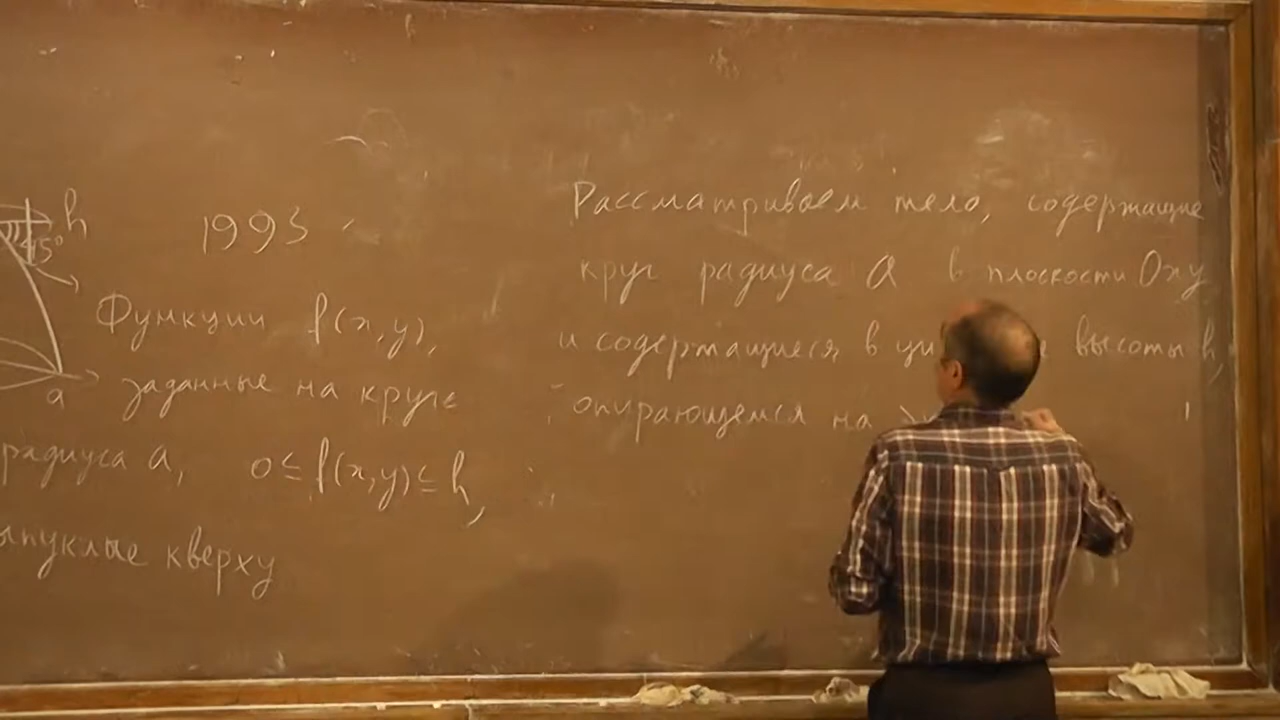 h
45°
a
1993
Функции f(x,y),
заданные на круге
радиуса a, 0≤f(x,y)≤h,
выпуклые кверху
Рассматриваем тело, содержащие
круг радиуса a в плоскости Oxy
и содержащиеся в высоты h,
опирающемся на